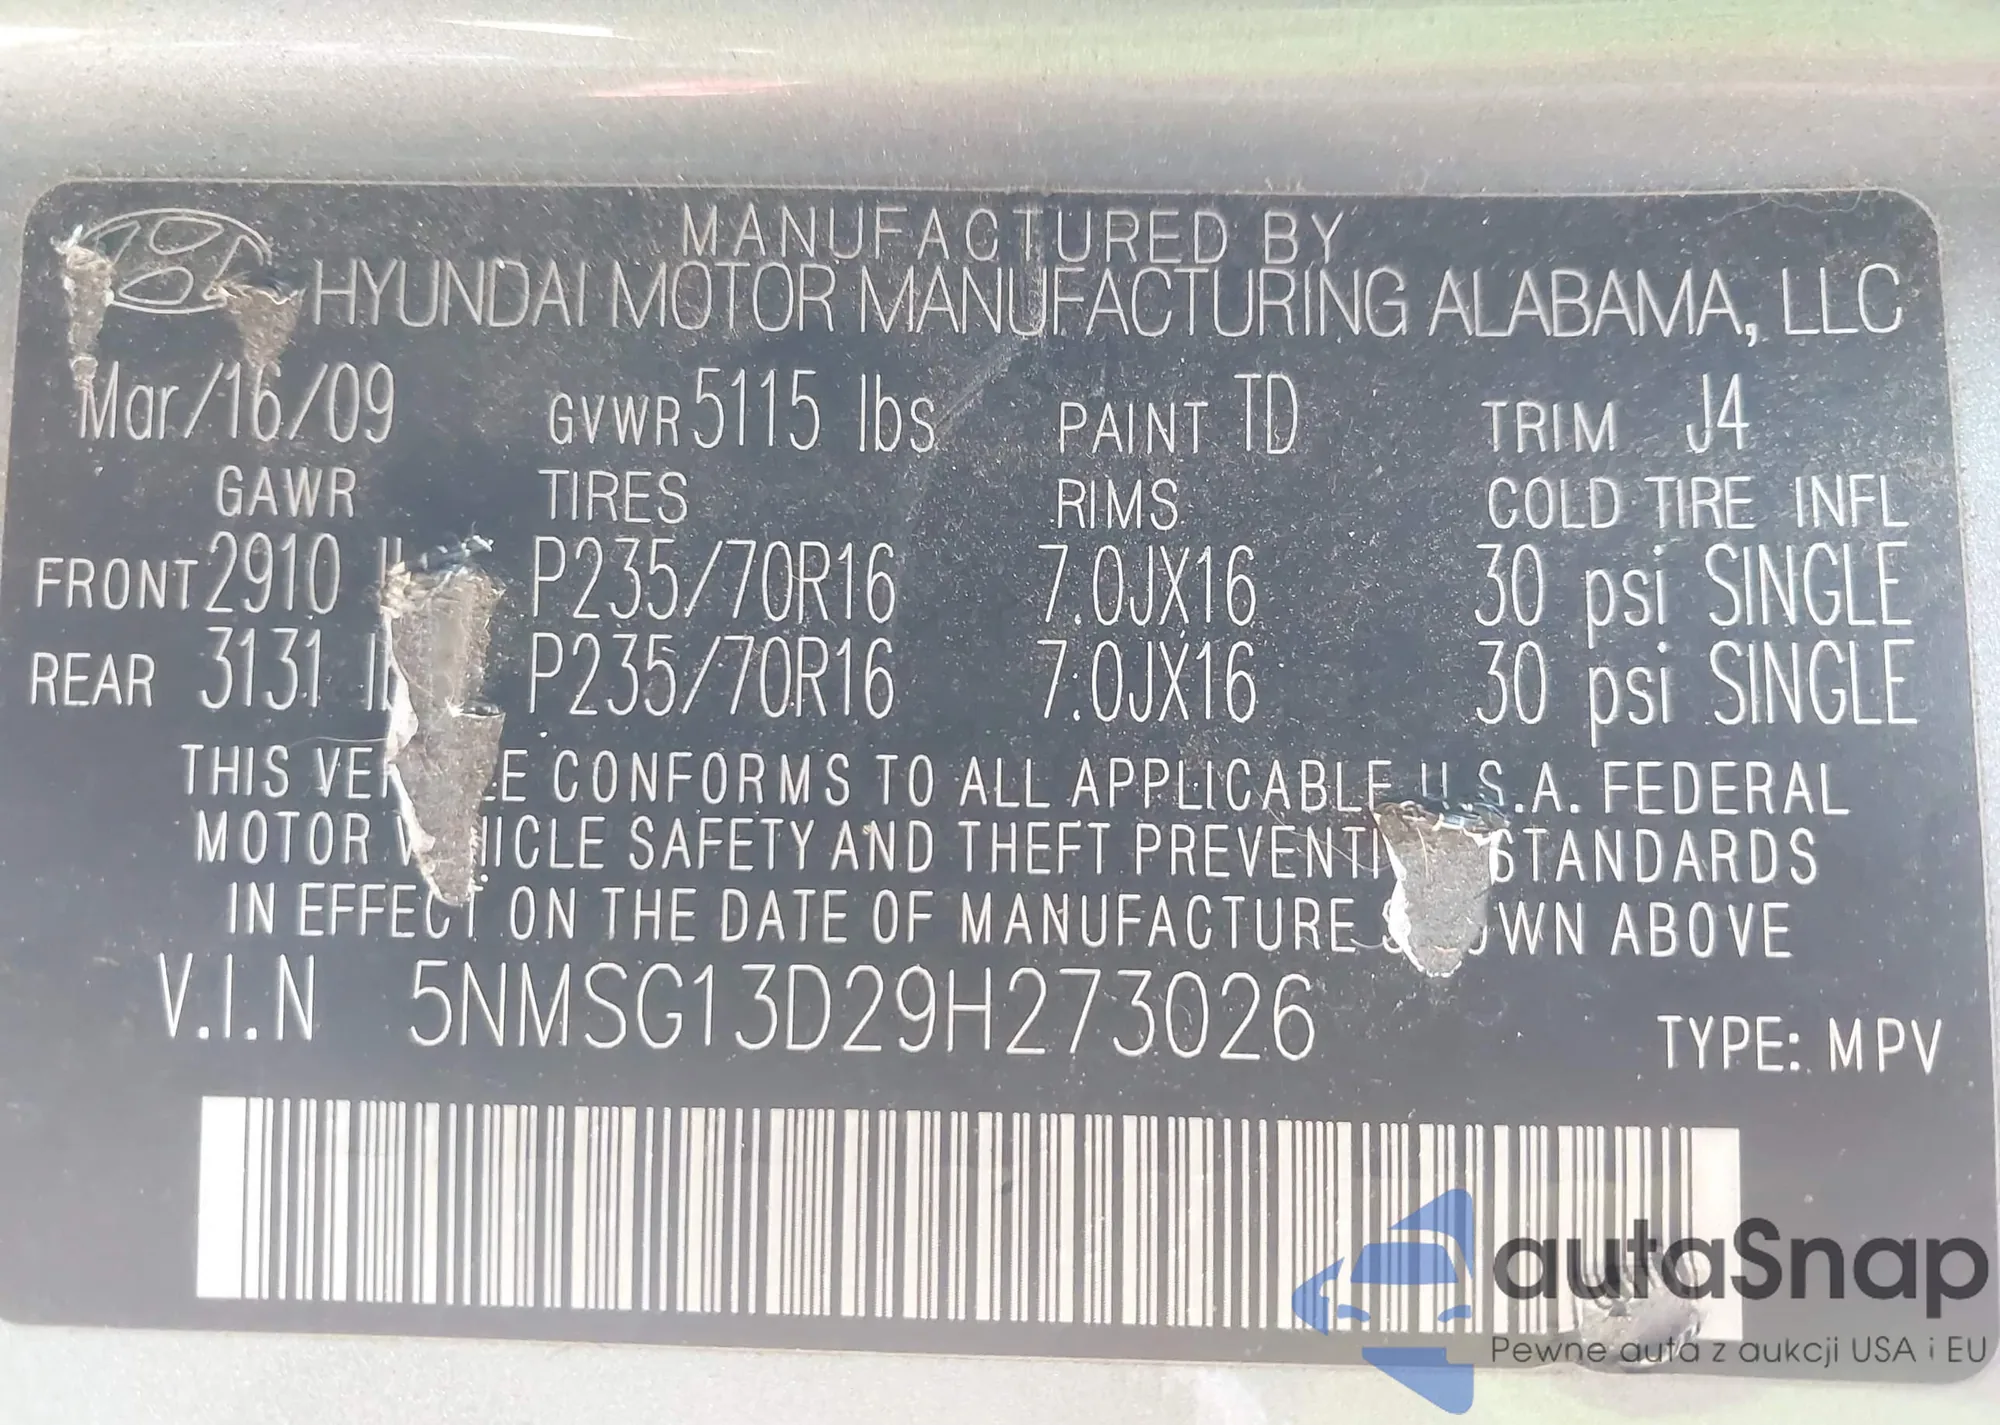 MANUFACTURED BY
HYUNDAI MOTOR MANUFACTURING ALABAMA, LLC
Mar/16/09 GVWR 5115 lbs PAINT TD TRIM J4
GAWR TIRES RIMS COLD TIRE INFL
FRONT 2910 P235/70R16 7.0JX16 30 psi SINGLE
REAR 3131 P235/70R16 7.0JX16 30 psi SINGLE
THIS CONFORMS TO ALL APPLICABLE U.S.A. FEDERAL
MOTOR SAFETY AND THEFT STANDARDS
IN EFFECT ON THE DATE OF MANUFACTURE ABOVE
V.I.N 5NMSG13D29H273026
TYPE: MPV
autaSnap
Pewne auta z aukcji USA i EU